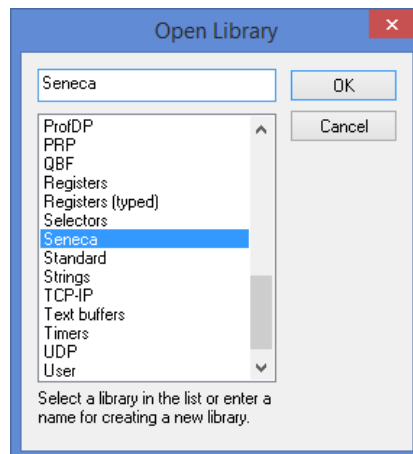 Open Library
Seneca
OK
Cancel
ProfDP
PRP
QBF
Registers
Registers (typed)
Selectors
Seneca
Standard
Strings
TCP-IP
Text buffers
Timers
UDP
User
Select a library in the list or enter a
name for creating a new library.